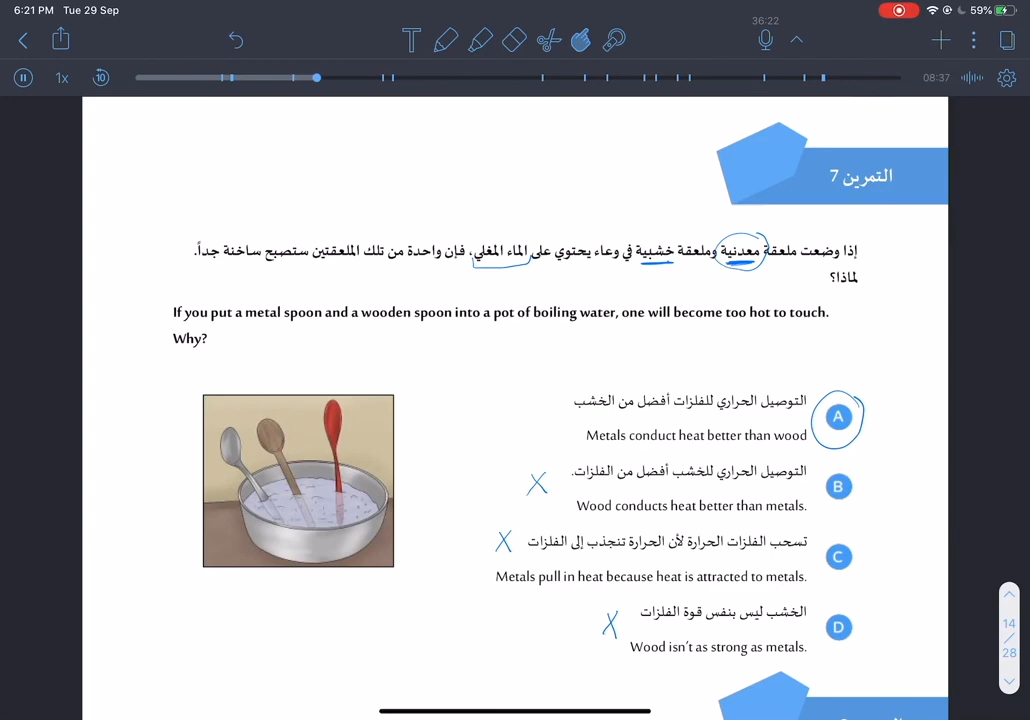 6:21 PM Tue 29 Sep
59%
36:22
T
1x
10
08:37
التمرين 7
إذا وضعت ملعقة معدنية وملعقة خشبية في وعاء يحتوي على الماء المغلي، فإن واحدة من تلك الملعقتين ستصبح ساخنة جداً.
لماذا؟
If you put a metal spoon and a wooden spoon into a pot of boiling water, one will become too hot to touch.
Why?
A
التوصيل الحراري للفلزات أفضل من الخشب
Metals conduct heat better than wood
B
التوصيل الحراري للخشب أفضل من الفلزات.
Wood conducts heat better than metals.
C
تسحب الفلزات الحرارة لأن الحرارة تنجذب إلى الفلزات
Metals pull in heat because heat is attracted to metals.
D
الخشب ليس بنفس قوة الفلزات
Wood isn't as strong as metals.
14
/
28